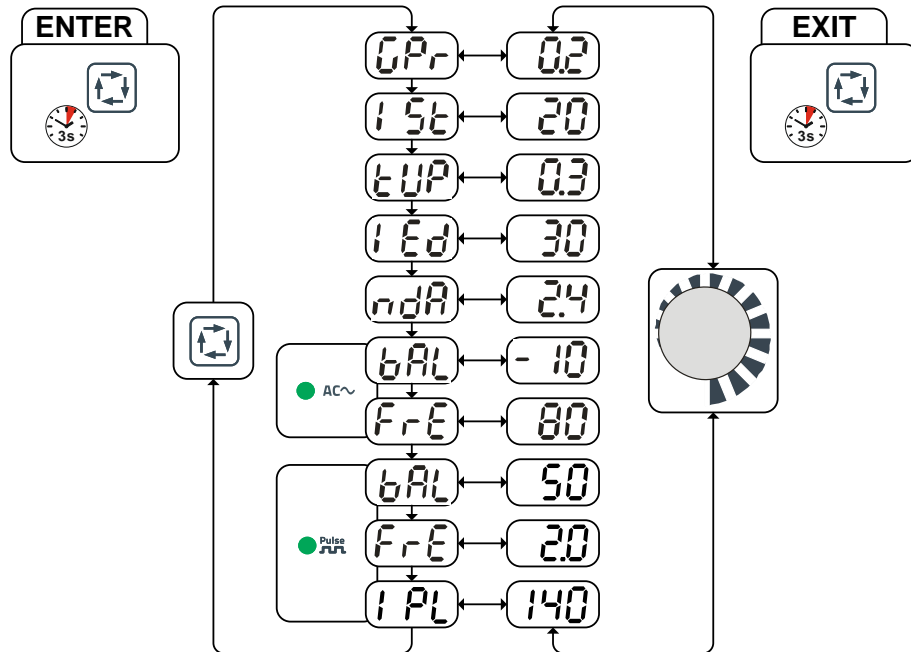 ENTER
3s
EXIT
3s
GPr 0.2
I St 20
tUP 0.3
I Ed 30
ndA 2.4
bAL -10
AC~
FrE 80
bAL 50
Pulse
FrE 2.0
I PL 140